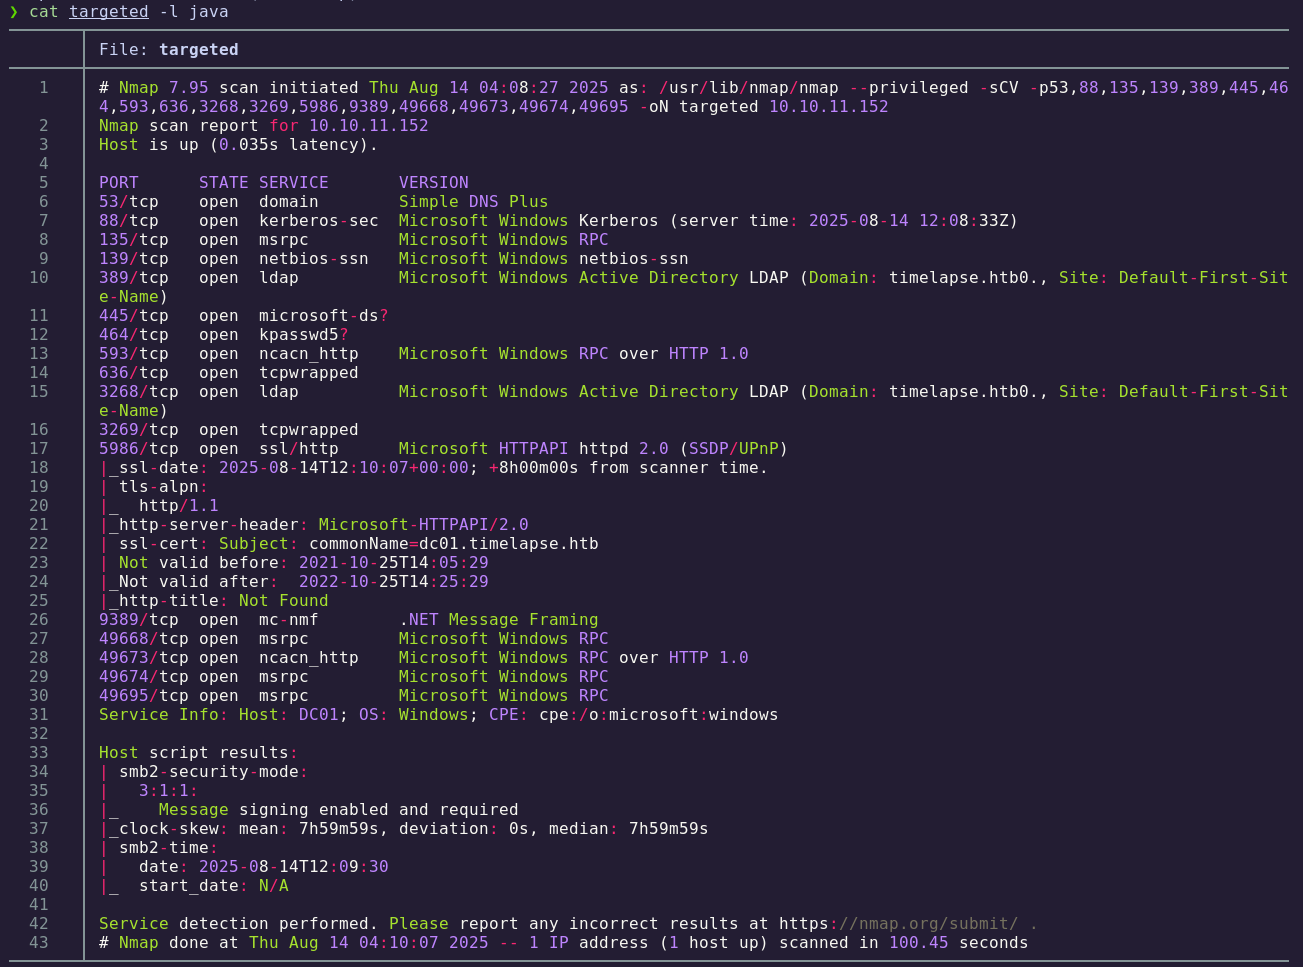 ❯ cat targeted -l java
File: targeted
1 # Nmap 7.95 scan initiated Thu Aug 14 04:08:27 2025 as: /usr/lib/nmap/nmap --privileged -sCV -p53,88,135,139,389,445,46
4,593,636,3268,3269,5986,9389,49668,49673,49674,49695 -oN targeted 10.10.11.152
2 Nmap scan report for 10.10.11.152
3 Host is up (0.035s latency).
4
5 PORT      STATE SERVICE       VERSION
6 53/tcp    open  domain        Simple DNS Plus
7 88/tcp    open  kerberos-sec  Microsoft Windows Kerberos (server time: 2025-08-14 12:08:33Z)
8 135/tcp   open  msrpc         Microsoft Windows RPC
9 139/tcp   open  netbios-ssn   Microsoft Windows netbios-ssn
10 389/tcp   open  ldap          Microsoft Windows Active Directory LDAP (Domain: timelapse.htb0., Site: Default-First-Sit
e-Name)
11 445/tcp   open  microsoft-ds?
12 464/tcp   open  kpasswd5?
13 593/tcp   open  ncacn_http    Microsoft Windows RPC over HTTP 1.0
14 636/tcp   open  tcpwrapped
15 3268/tcp  open  ldap          Microsoft Windows Active Directory LDAP (Domain: timelapse.htb0., Site: Default-First-Sit
e-Name)
16 3269/tcp  open  tcpwrapped
17 5986/tcp  open  ssl/http      Microsoft HTTPAPI httpd 2.0 (SSDP/UPnP)
18 |_ssl-date: 2025-08-14T12:10:07+00:00; +8h00m00s from scanner time.
19 | tls-alpn:
20 |_  http/1.1
21 |_http-server-header: Microsoft-HTTPAPI/2.0
22 | ssl-cert: Subject: commonName=dc01.timelapse.htb
23 | Not valid before: 2021-10-25T14:05:29
24 |_Not valid after:  2022-10-25T14:25:29
25 |_http-title: Not Found
26 9389/tcp  open  mc-nmf        .NET Message Framing
27 49668/tcp open  msrpc         Microsoft Windows RPC
28 49673/tcp open  ncacn_http    Microsoft Windows RPC over HTTP 1.0
29 49674/tcp open  msrpc         Microsoft Windows RPC
30 49695/tcp open  msrpc         Microsoft Windows RPC
31 Service Info: Host: DC01; OS: Windows; CPE: cpe:/o:microsoft:windows
32
33 Host script results:
34 | smb2-security-mode:
35 |   3:1:1:
36 |_    Message signing enabled and required
37 |_clock-skew: mean: 7h59m59s, deviation: 0s, median: 7h59m59s
38 | smb2-time:
39 |   date: 2025-08-14T12:09:30
40 |_  start_date: N/A
41
42 Service detection performed. Please report any incorrect results at https://nmap.org/submit/ .
43 # Nmap done at Thu Aug 14 04:10:07 2025 -- 1 IP address (1 host up) scanned in 100.45 seconds